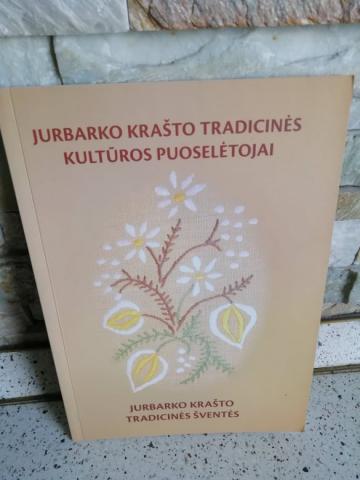 JURBARKO KRAŠTO TRADICINĖS
KULTŪROS PUOSELĖTOJAI
JURBARKO KRAŠTO
TRADICINĖS ŠVENTĖS